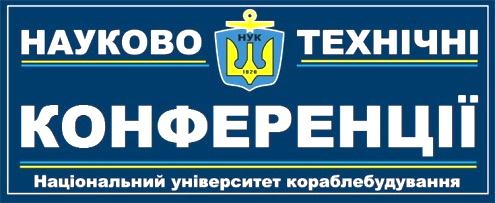 НАУКОВО ТЕХНІЧНІ
НУК
1920
КОНФЕРЕНЦІЇ
Національний університет кораблебудування